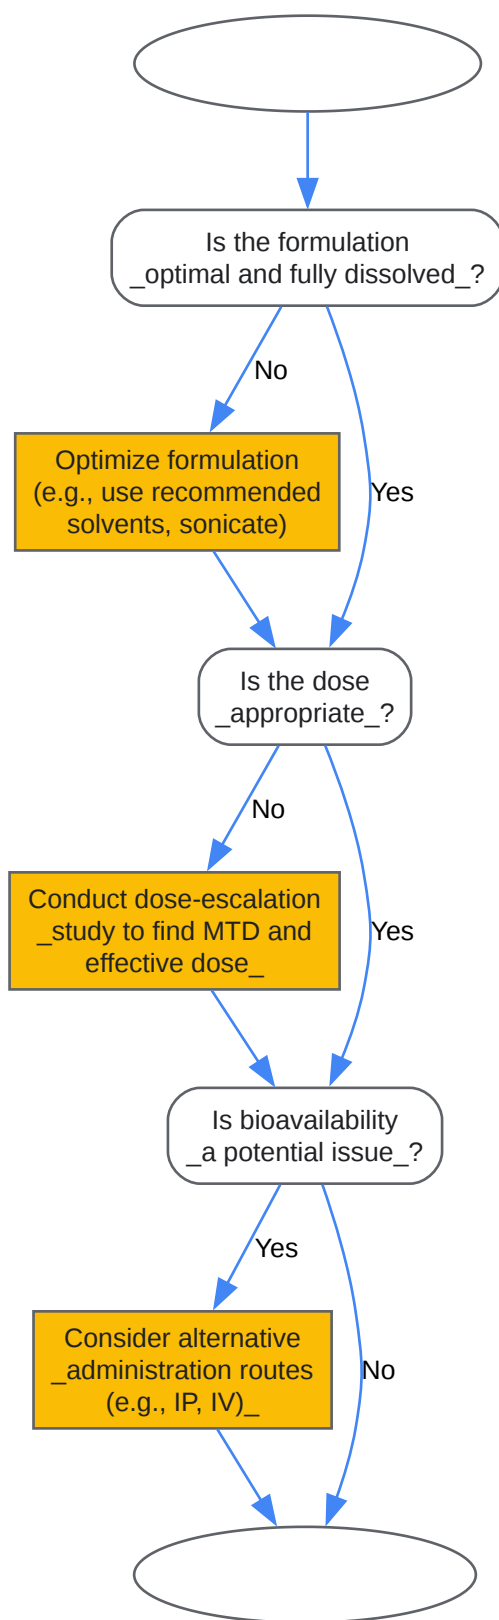 Is the formulation
_optimal and fully dissolved_?
No
Optimize formulation
(e.g., use recommended
solvents, sonicate)
Yes
Is the dose
_appropriate_?
No
Conduct dose-escalation
_study to find MTD and
effective dose_
Yes
Is bioavailability
_a potential issue_?
Yes
Consider alternative
_administration routes
(e.g., IP, IV)_
No